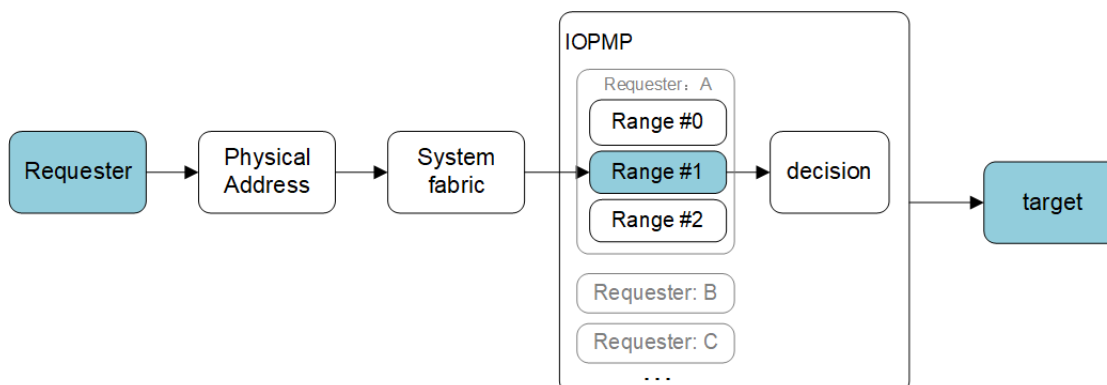 IOPMP
Requester：A
Range #0
Requester
Physical
Address
System
fabric
Range #1
decision
target
Range #2
Requester: B
Requester: C
...